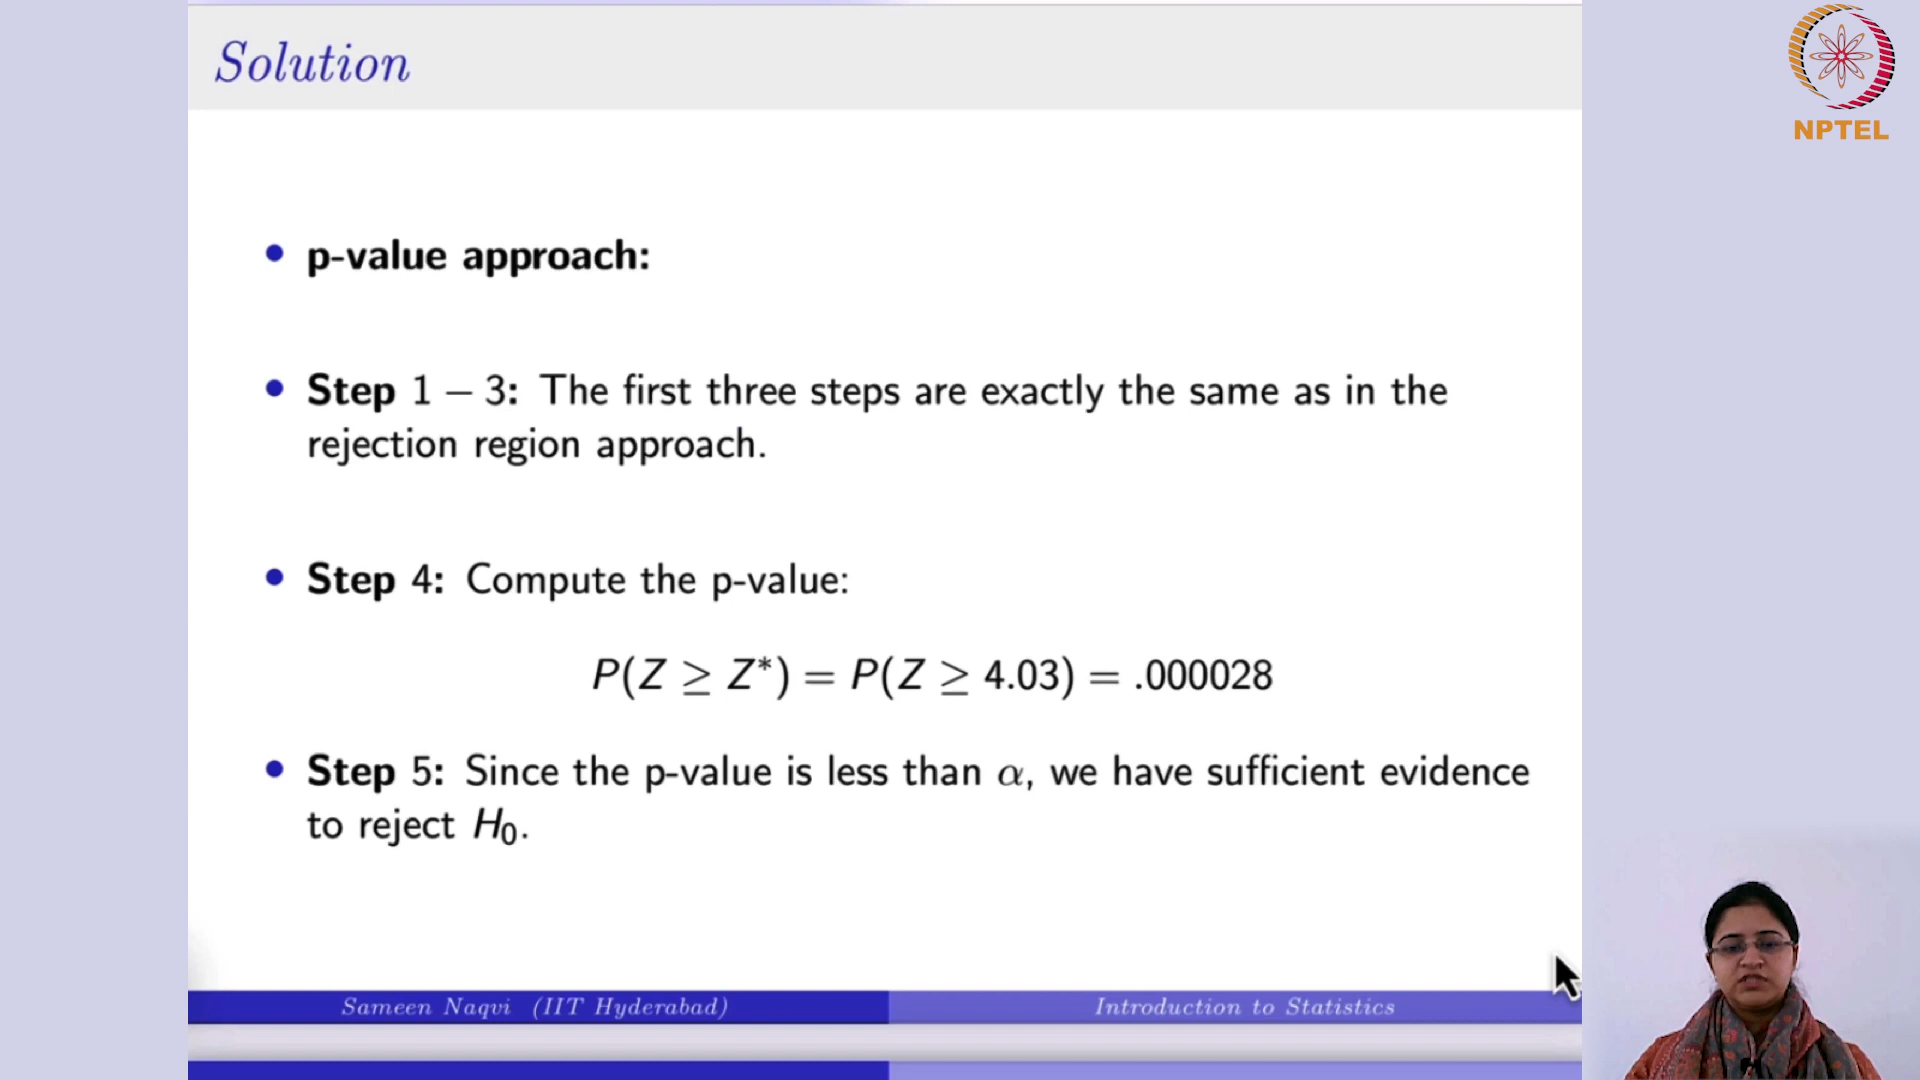 Solution
NPTEL
• p-value approach:
• Step 1 – 3: The first three steps are exactly the same as in the
rejection region approach.
• Step 4: Compute the p-value:
P(Z ≥ Z*) = P(Z ≥ 4.03) = .000028
• Step 5: Since the p-value is less than α, we have sufficient evidence
to reject H₀.
Sameen Naqvi (IIT Hyderabad)
Introduction to Statistics